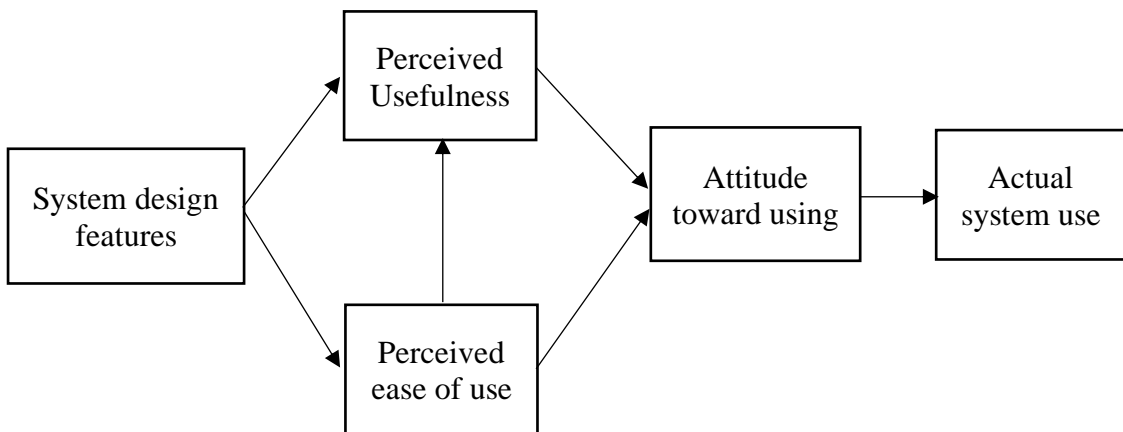 System design
features
Perceived
Usefulness
Perceived
ease of use
Attitude
toward using
Actual
system use